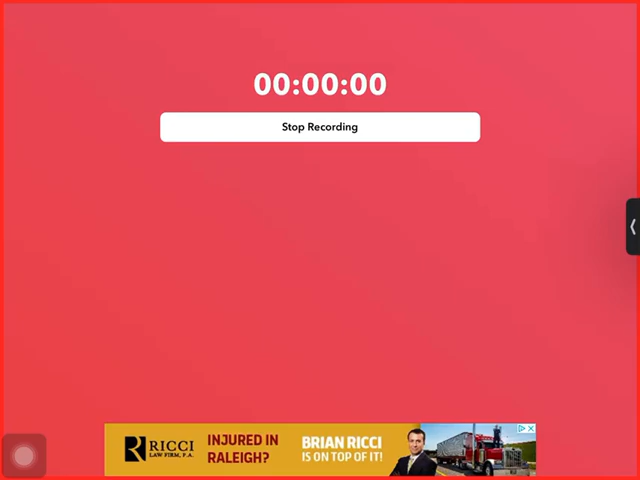 00:00:00
Stop Recording
RICCI
LAW FIRM, P.A.
INJURED IN
RALEIGH?
BRIAN RICCI
IS ON TOP OF IT!